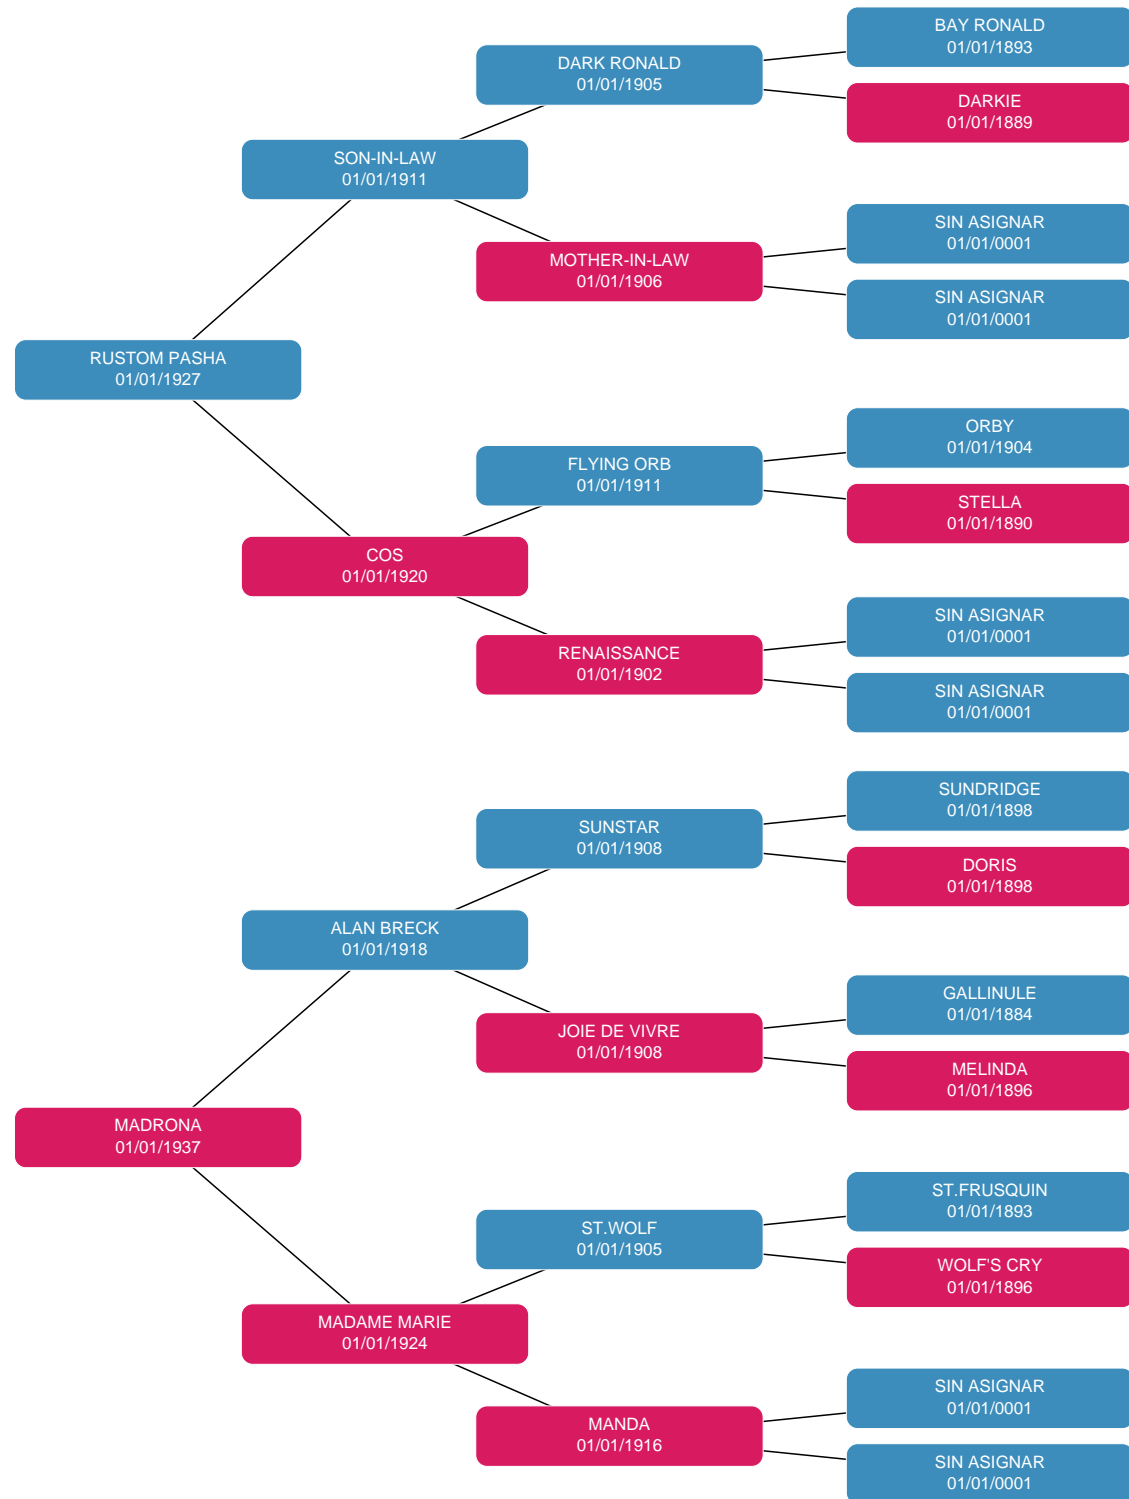 BAY RONALD
01/01/1893
DARK RONALD
01/01/1905
DARKIE
01/01/1889
SON-IN-LAW
01/01/1911
SIN ASIGNAR
01/01/0001
MOTHER-IN-LAW
01/01/1906
SIN ASIGNAR
01/01/0001
RUSTOM PASHA
01/01/1927
ORBY
01/01/1904
FLYING ORB
01/01/1911
STELLA
01/01/1890
COS
01/01/1920
SIN ASIGNAR
01/01/0001
RENAISSANCE
01/01/1902
SIN ASIGNAR
01/01/0001
SUNDRIDGE
01/01/1898
SUNSTAR
01/01/1908
DORIS
01/01/1898
ALAN BRECK
01/01/1918
GALLINULE
01/01/1884
JOIE DE VIVRE
01/01/1908
MELINDA
01/01/1896
MADRONA
01/01/1937
ST.FRUSQUIN
01/01/1893
ST.WOLF
01/01/1905
WOLF'S CRY
01/01/1896
MADAME MARIE
01/01/1924
SIN ASIGNAR
01/01/0001
MANDA
01/01/1916
SIN ASIGNAR
01/01/0001